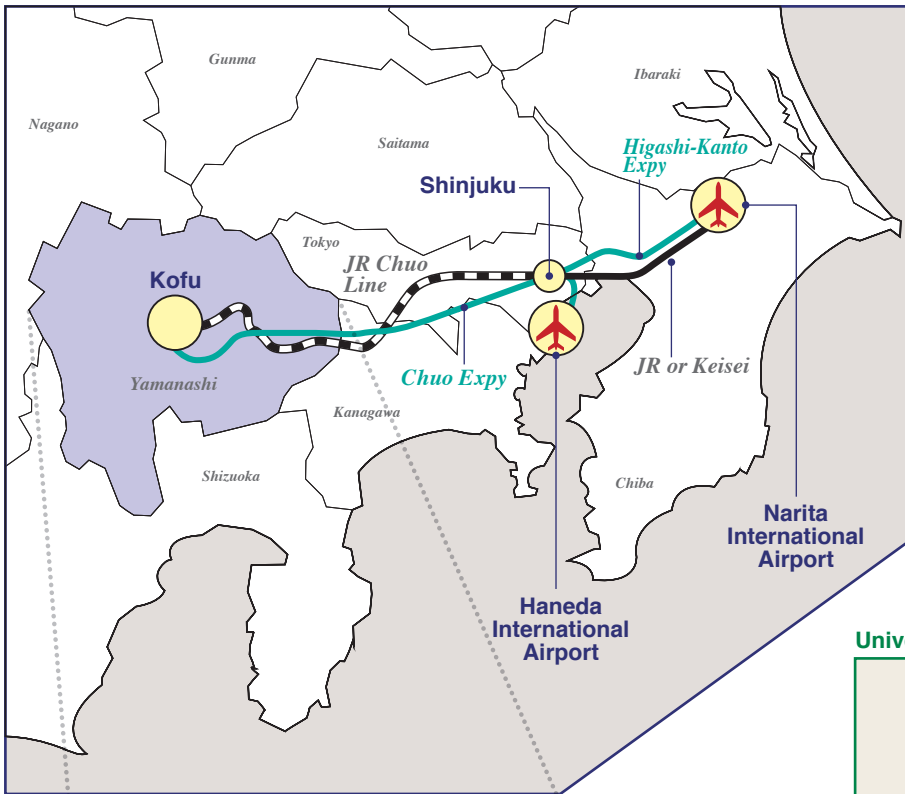 Gunma
Ibaraki
Nagano
Saitama
Higashi-Kanto
Expy
Shinjuku
Tokyo
JR Chuo
Line
Kofu
JR or Keisei
Chuo Expy
Yamanashi
Kanagawa
Shizuoka
Chiba
Narita
International
Airport
Haneda
International
Airport
Unive